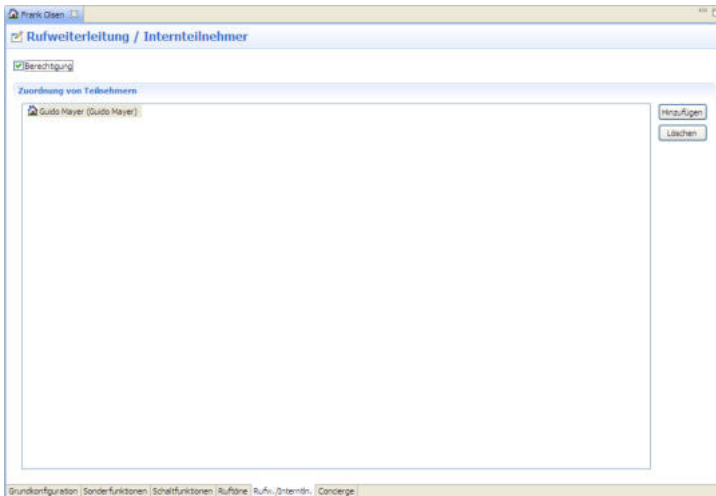 Frank Olsen
Rufweiterleitung / Internteilnehmer
Berechtigung
Zuordnung von Teilnehmern
Guido Mayer (Guido Mayer)
Hinzufügen
Löschen
Grundkonfiguration Sonderfunktionen Schaltfunktionen Ruftöne Rufw./Interntln. Concierge